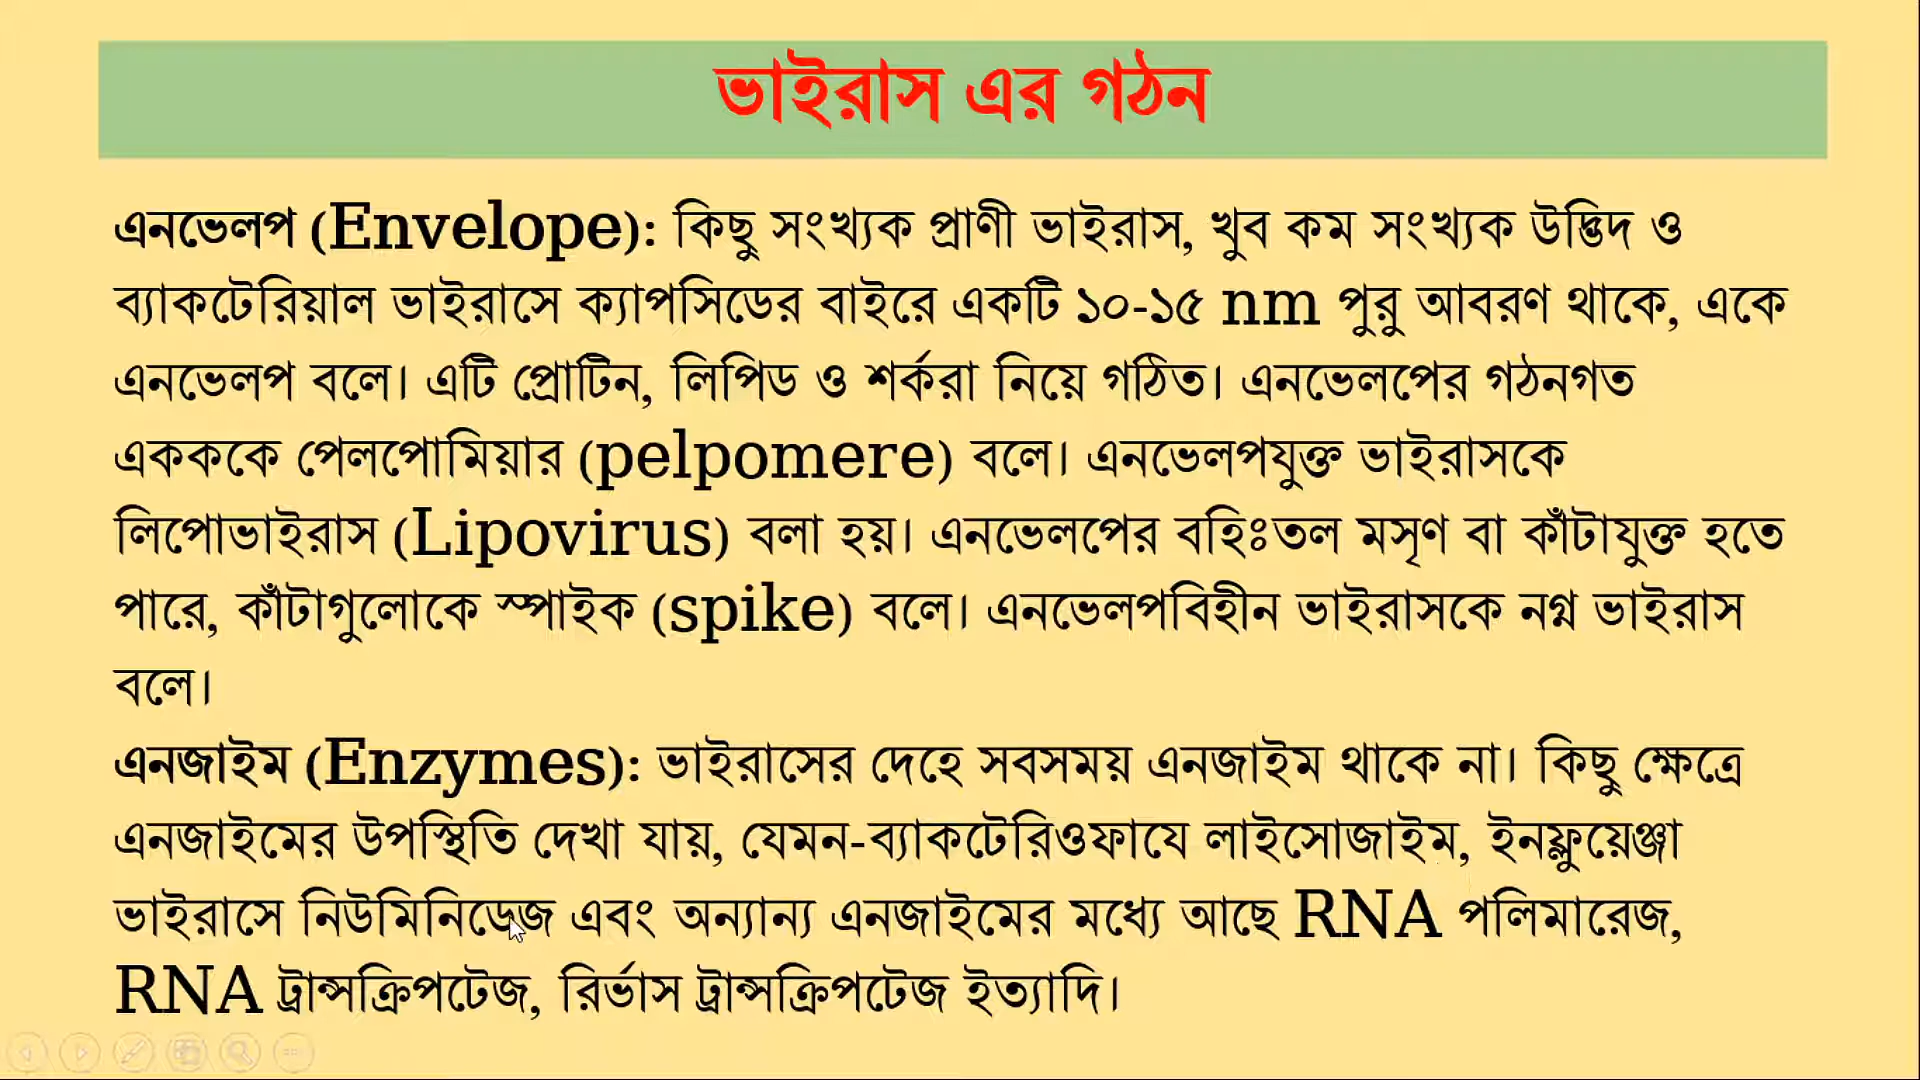 ভাইরাস এর গঠন
এনভেলপ (Envelope): কিছু সংখ্যক প্রাণী ভাইরাস, খুব কম সংখ্যক উদ্ভিদ ও
ব্যাকটেরিয়াল ভাইরাসে ক্যাপসিডের বাইরে একটি ১০-১৫ nm পুরু আবরণ থাকে, একে
এনভেলপ বলে। এটি প্রোটিন, লিপিড ও শর্করা নিয়ে গঠিত। এনভেলপের গঠনগত
একককে পেলপোমিয়ার (pelpomere) বলে। এনভেলপযুক্ত ভাইরাসকে
লিপোভাইরাস (Lipovirus) বলা হয়। এনভেলপের বহিঃতল মসৃণ বা কাঁটাযুক্ত হতে
পারে, কাঁটাগুলোকে স্পাইক (spike) বলে। এনভেলপবিহীন ভাইরাসকে নগ্ন ভাইরাস
বলে।
এনজাইম (Enzymes): ভাইরাসের দেহে সবসময় এনজাইম থাকে না। কিছু ক্ষেত্রে
এনজাইমের উপস্থিতি দেখা যায়, যেমন-ব্যাকটেরিওফাযে লাইসোজাইম, ইনফ্লুয়েঞ্জা
ভাইরাসে নিউমিনিডেজ এবং অন্যান্য এনজাইমের মধ্যে আছে RNA পলিমারেজ,
RNA ট্রান্সক্রিপটেজ, রির্ভাস ট্রান্সক্রিপটেজ ইত্যাদি।